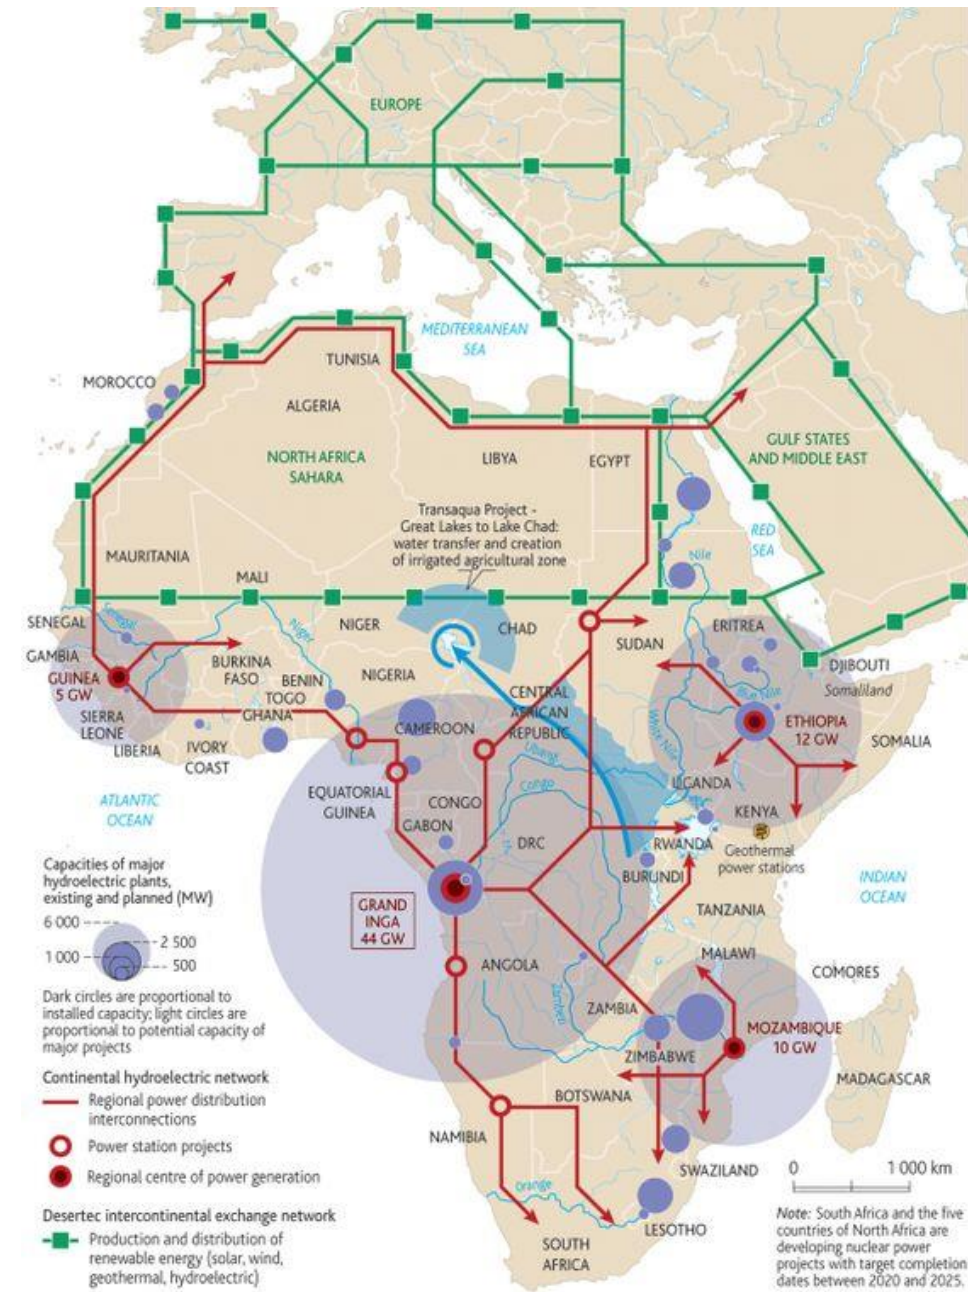 EUROPE
MEDITERRANEAN
SEA
TUNISIA
MOROCCO
ALGERIA
NORTH AFRICA
SAHARA
LIBYA
EGYPT
GULF STATES
AND MIDDLE EAST
Transaqua Project -
Great Lakes to Lake Chad:
water transfer and creation
of irrigated agricultural zone
RED
SEA
Nile
MAURITANIA
MALI
SENEGAL
Senegal
Niger
NIGER
CHAD
SUDAN
ERITREA
GAMBIA
GUINEA
5 GW
BURKINA
FASO
BENIN
TOGO
GHANA
NIGERIA
DJIBOUTI
Somaliland
Blue Nile
SIERRA
LEONE
LIBERIA
IVORY
COAST
CAMEROON
CENTRAL
AFRICAN
REPUBLIC
White Nile
ETHIOPIA
12 GW
SOMALIA
Ubangi
Congo
UGANDA
EQUATORIAL
GUINEA
CONGO
GABON
DRC
KENYA
RWANDA
Geothermal
power stations
BURUNDI
ATLANTIC
OCEAN
INDIAN
OCEAN
GRAND
INGA
44 GW
TANZANIA
ANGOLA
MALAWI
COMORES
Zambezi
ZAMBIA
MOZAMBIQUE
10 GW
ZIMBABWE
MADAGASCAR
BOTSWANA
NAMIBIA
SWAZILAND
Orange
LESOTHO
SOUTH
AFRICA
Capacities of major
hydroelectric plants,
existing and planned (MW)
6 000
2 500
1 000
500
Dark circles are proportional to
installed capacity; light circles are
proportional to potential capacity of
major projects
Continental hydroelectric network
Regional power distribution
interconnections
Power station projects
Regional centre of power generation
Desertec intercontinental exchange network
Production and distribution of
renewable energy (solar, wind,
geothermal, hydroelectric)
0 1 000 km
Note: South Africa and the five
countries of North Africa are
developing nuclear power
projects with target completion
dates between 2020 and 2025.